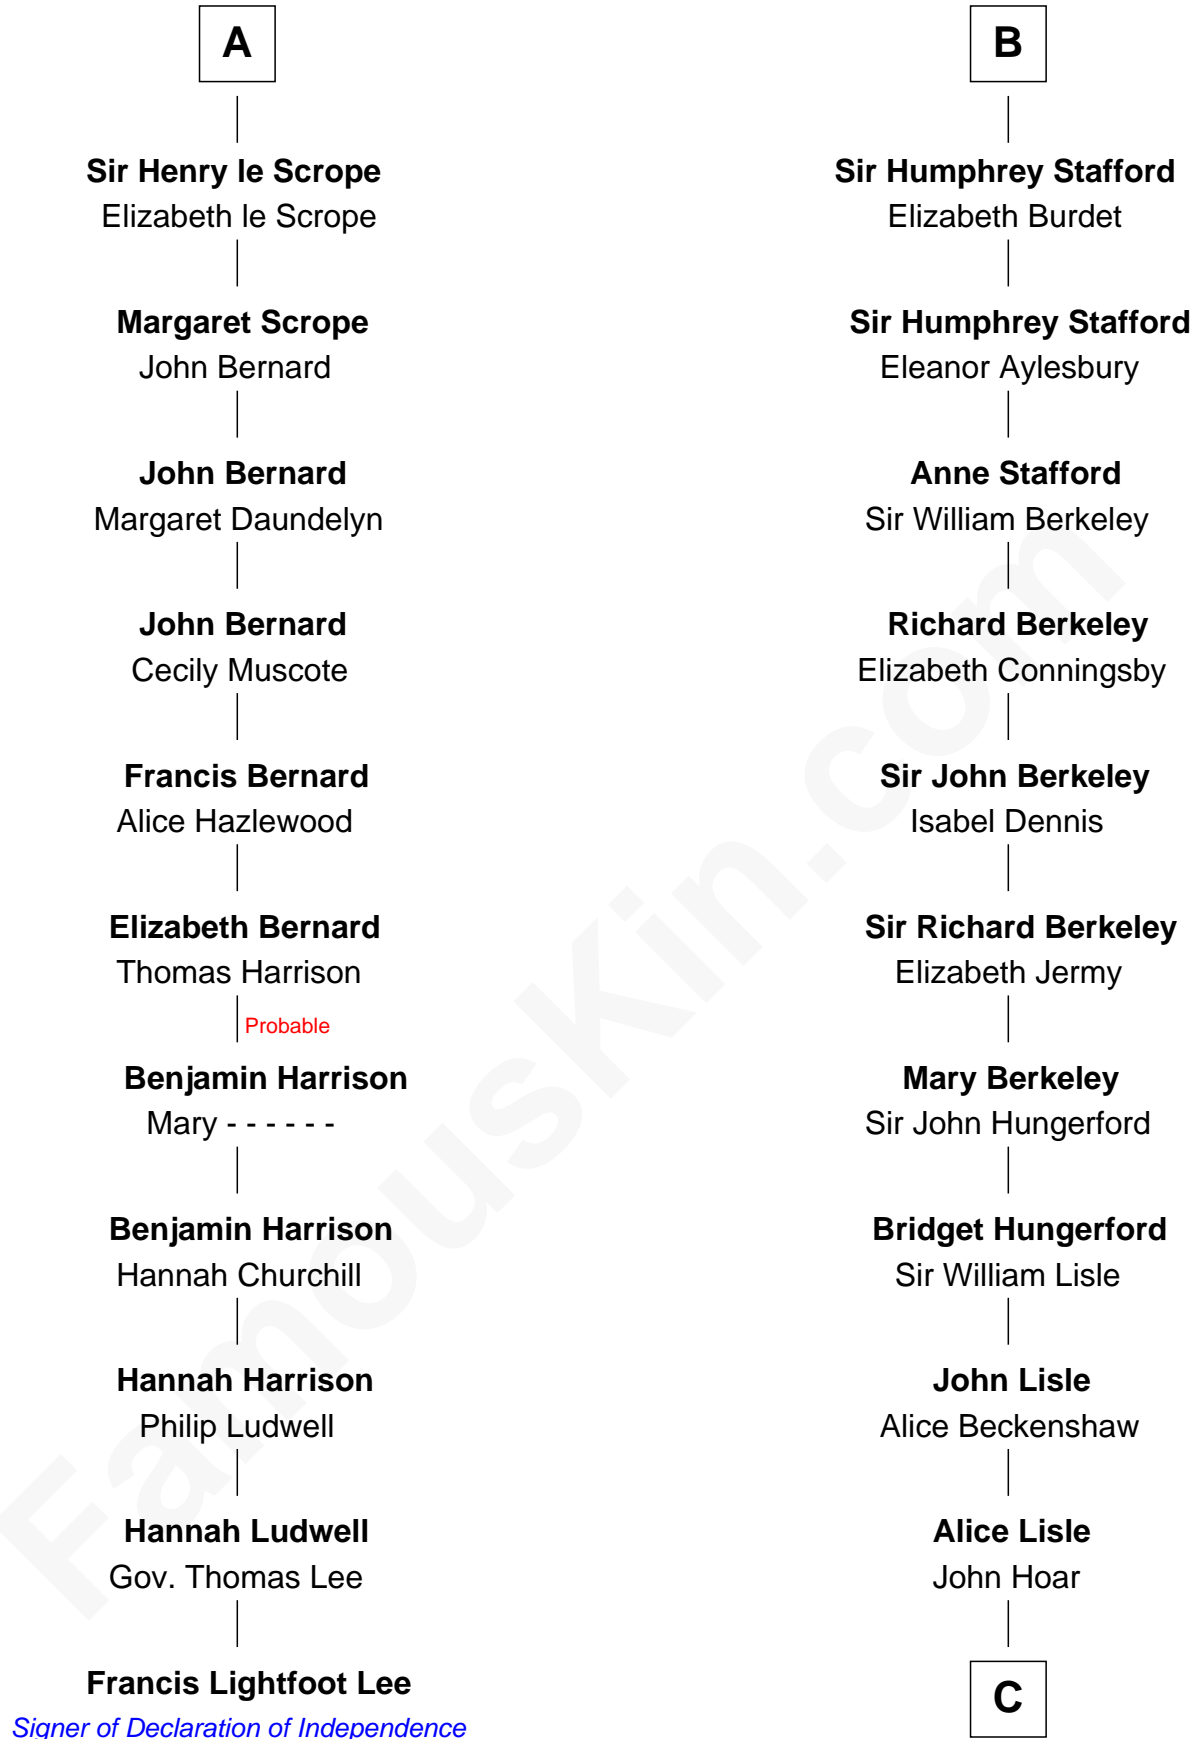 A
Sir Henry le Scrope
Elizabeth le Scrope
Margaret Scrope
John Bernard
John Bernard
Margaret Daundelyn
John Bernard
Cecily Muscote
Francis Bernard
Alice Hazlewood
Elizabeth Bernard
Thomas Harrison
Probable
Benjamin Harrison
Mary - - - - - -
Benjamin Harrison
Hannah Churchill
Hannah Harrison
Philip Ludwell
Hannah Ludwell
Gov. Thomas Lee
Francis Lightfoot Lee
Signer of Declaration of Independence
B
Sir Humphrey Stafford
Elizabeth Burdet
Sir Humphrey Stafford
Eleanor Aylesbury
Anne Stafford
Sir William Berkeley
Richard Berkeley
Elizabeth Conningsby
Sir John Berkeley
Isabel Dennis
Sir Richard Berkeley
Elizabeth Jermy
Mary Berkeley
Sir John Hungerford
Bridget Hungerford
Sir William Lisle
John Lisle
Alice Beckenshaw
Alice Lisle
John Hoar
C
FamousKin.com